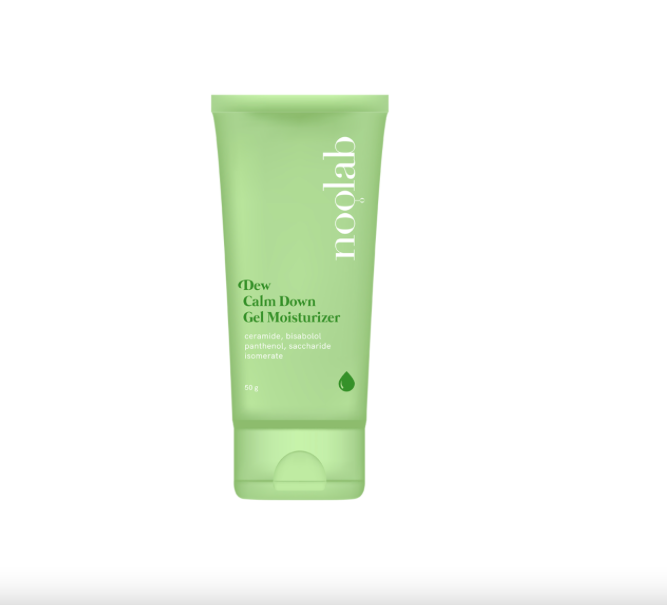 noolab
Dew
Calm Down
Gel Moisturizer
ceramide, bisabolol
panthenol, saccharide
isomerate
50 g